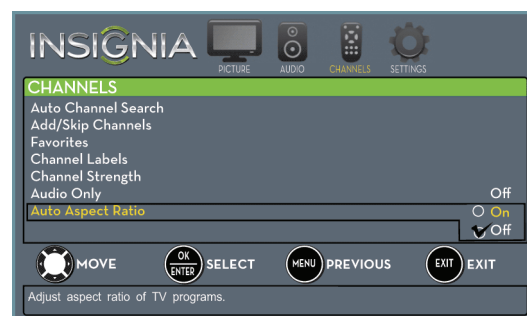 INSIGNIA
PICTURE AUDIO CHANNELS SETTINGS
CHANNELS
Auto Channel Search
Add/Skip Channels
Favorites
Channel Labels
Channel Strength
Audio Only Off
Auto Aspect Ratio On
Off
MOVE OK ENTER SELECT MENU PREVIOUS EXIT EXIT
Adjust aspect ratio of TV programs.